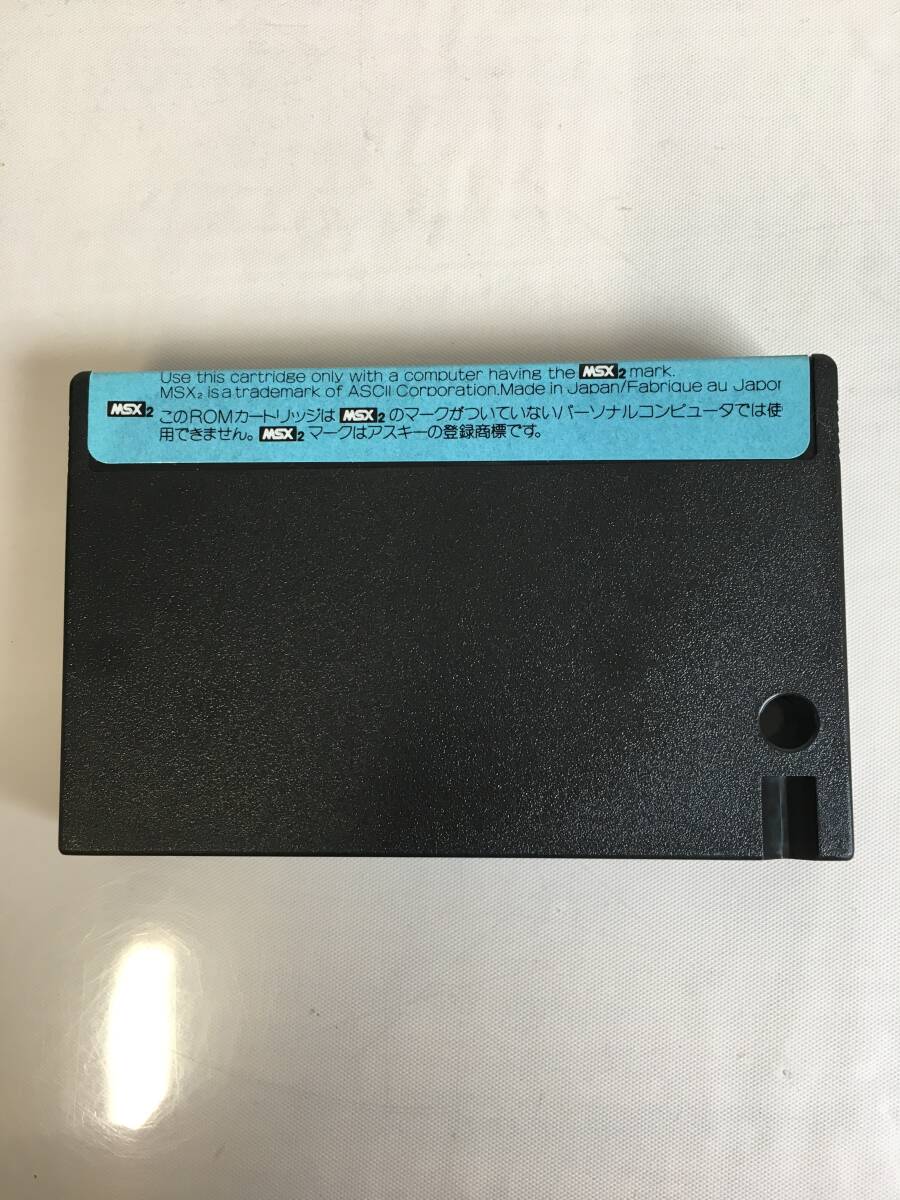 Use this cartridge only with a computer having the MSX2 mark.
MSX₂ is a trademark of ASCII Corporation. Made in Japan/Fabrique au Japon
MSX2 このROMカートリッジは MSX2 のマークがついていないパーソナルコンピュータでは使
用できません。 MSX2 マークはアスキーの登録商標です。